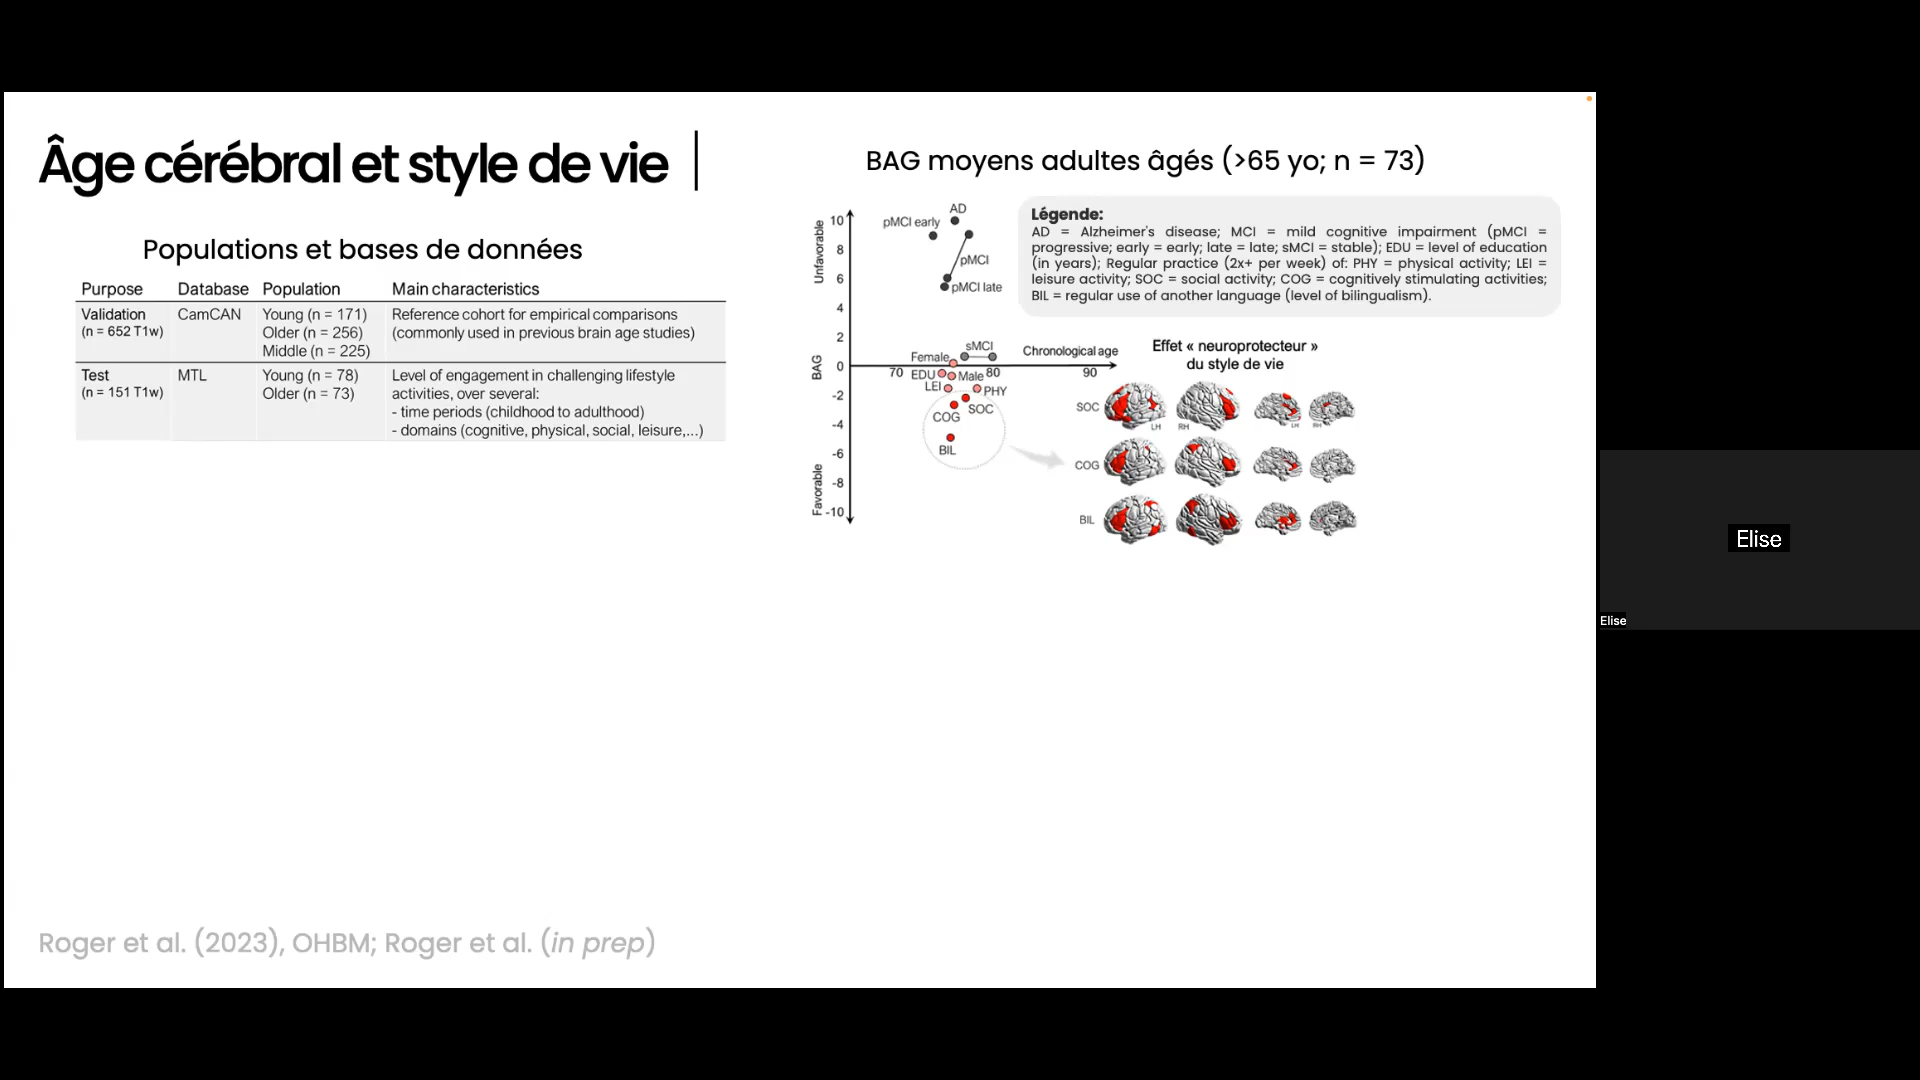 Âge cérébral et style de vie
Populations et bases de données
Purpose Database Population Main characteristics
Validation CamCAN Young (n = 171) Reference cohort for empirical comparisons
(n = 652 T1w) Older (n = 256) (commonly used in previous brain age studies)
Middle (n = 225)
Test MTL Young (n = 78) Level of engagement in challenging lifestyle
(n = 151 T1w) Older (n = 73) activities, over several:
- time periods (childhood to adulthood)
- domains (cognitive, physical, social, leisure,...)
BAG moyens adultes âgés (>65 yo; n = 73)
Légende:
AD = Alzheimer's disease; MCI = mild cognitive impairment (pMCI =
progressive; early = early; late = late; sMCI = stable); EDU = level of education
(in years); Regular practice (2x+ per week) of: PHY = physical activity; LEI =
leisure activity; SOC = social activity; COG = cognitively stimulating activities;
BIL = regular use of another language (level of bilingualism).
Unfavorable
BAG
Favorable
10
8
6
4
2
0
-2
-4
-6
-8
-10
AD
pMCI early
pMCI
pMCI late
sMCI
Female
Chronological age
70 EDU Male 80 90
LEI PHY
COG SOC
BIL
Effet « neuroprotecteur »
du style de vie
SOC
LH RH LH RH
COG
BIL
Roger et al. (2023), OHBM; Roger et al. (in prep)
Elise
Elise